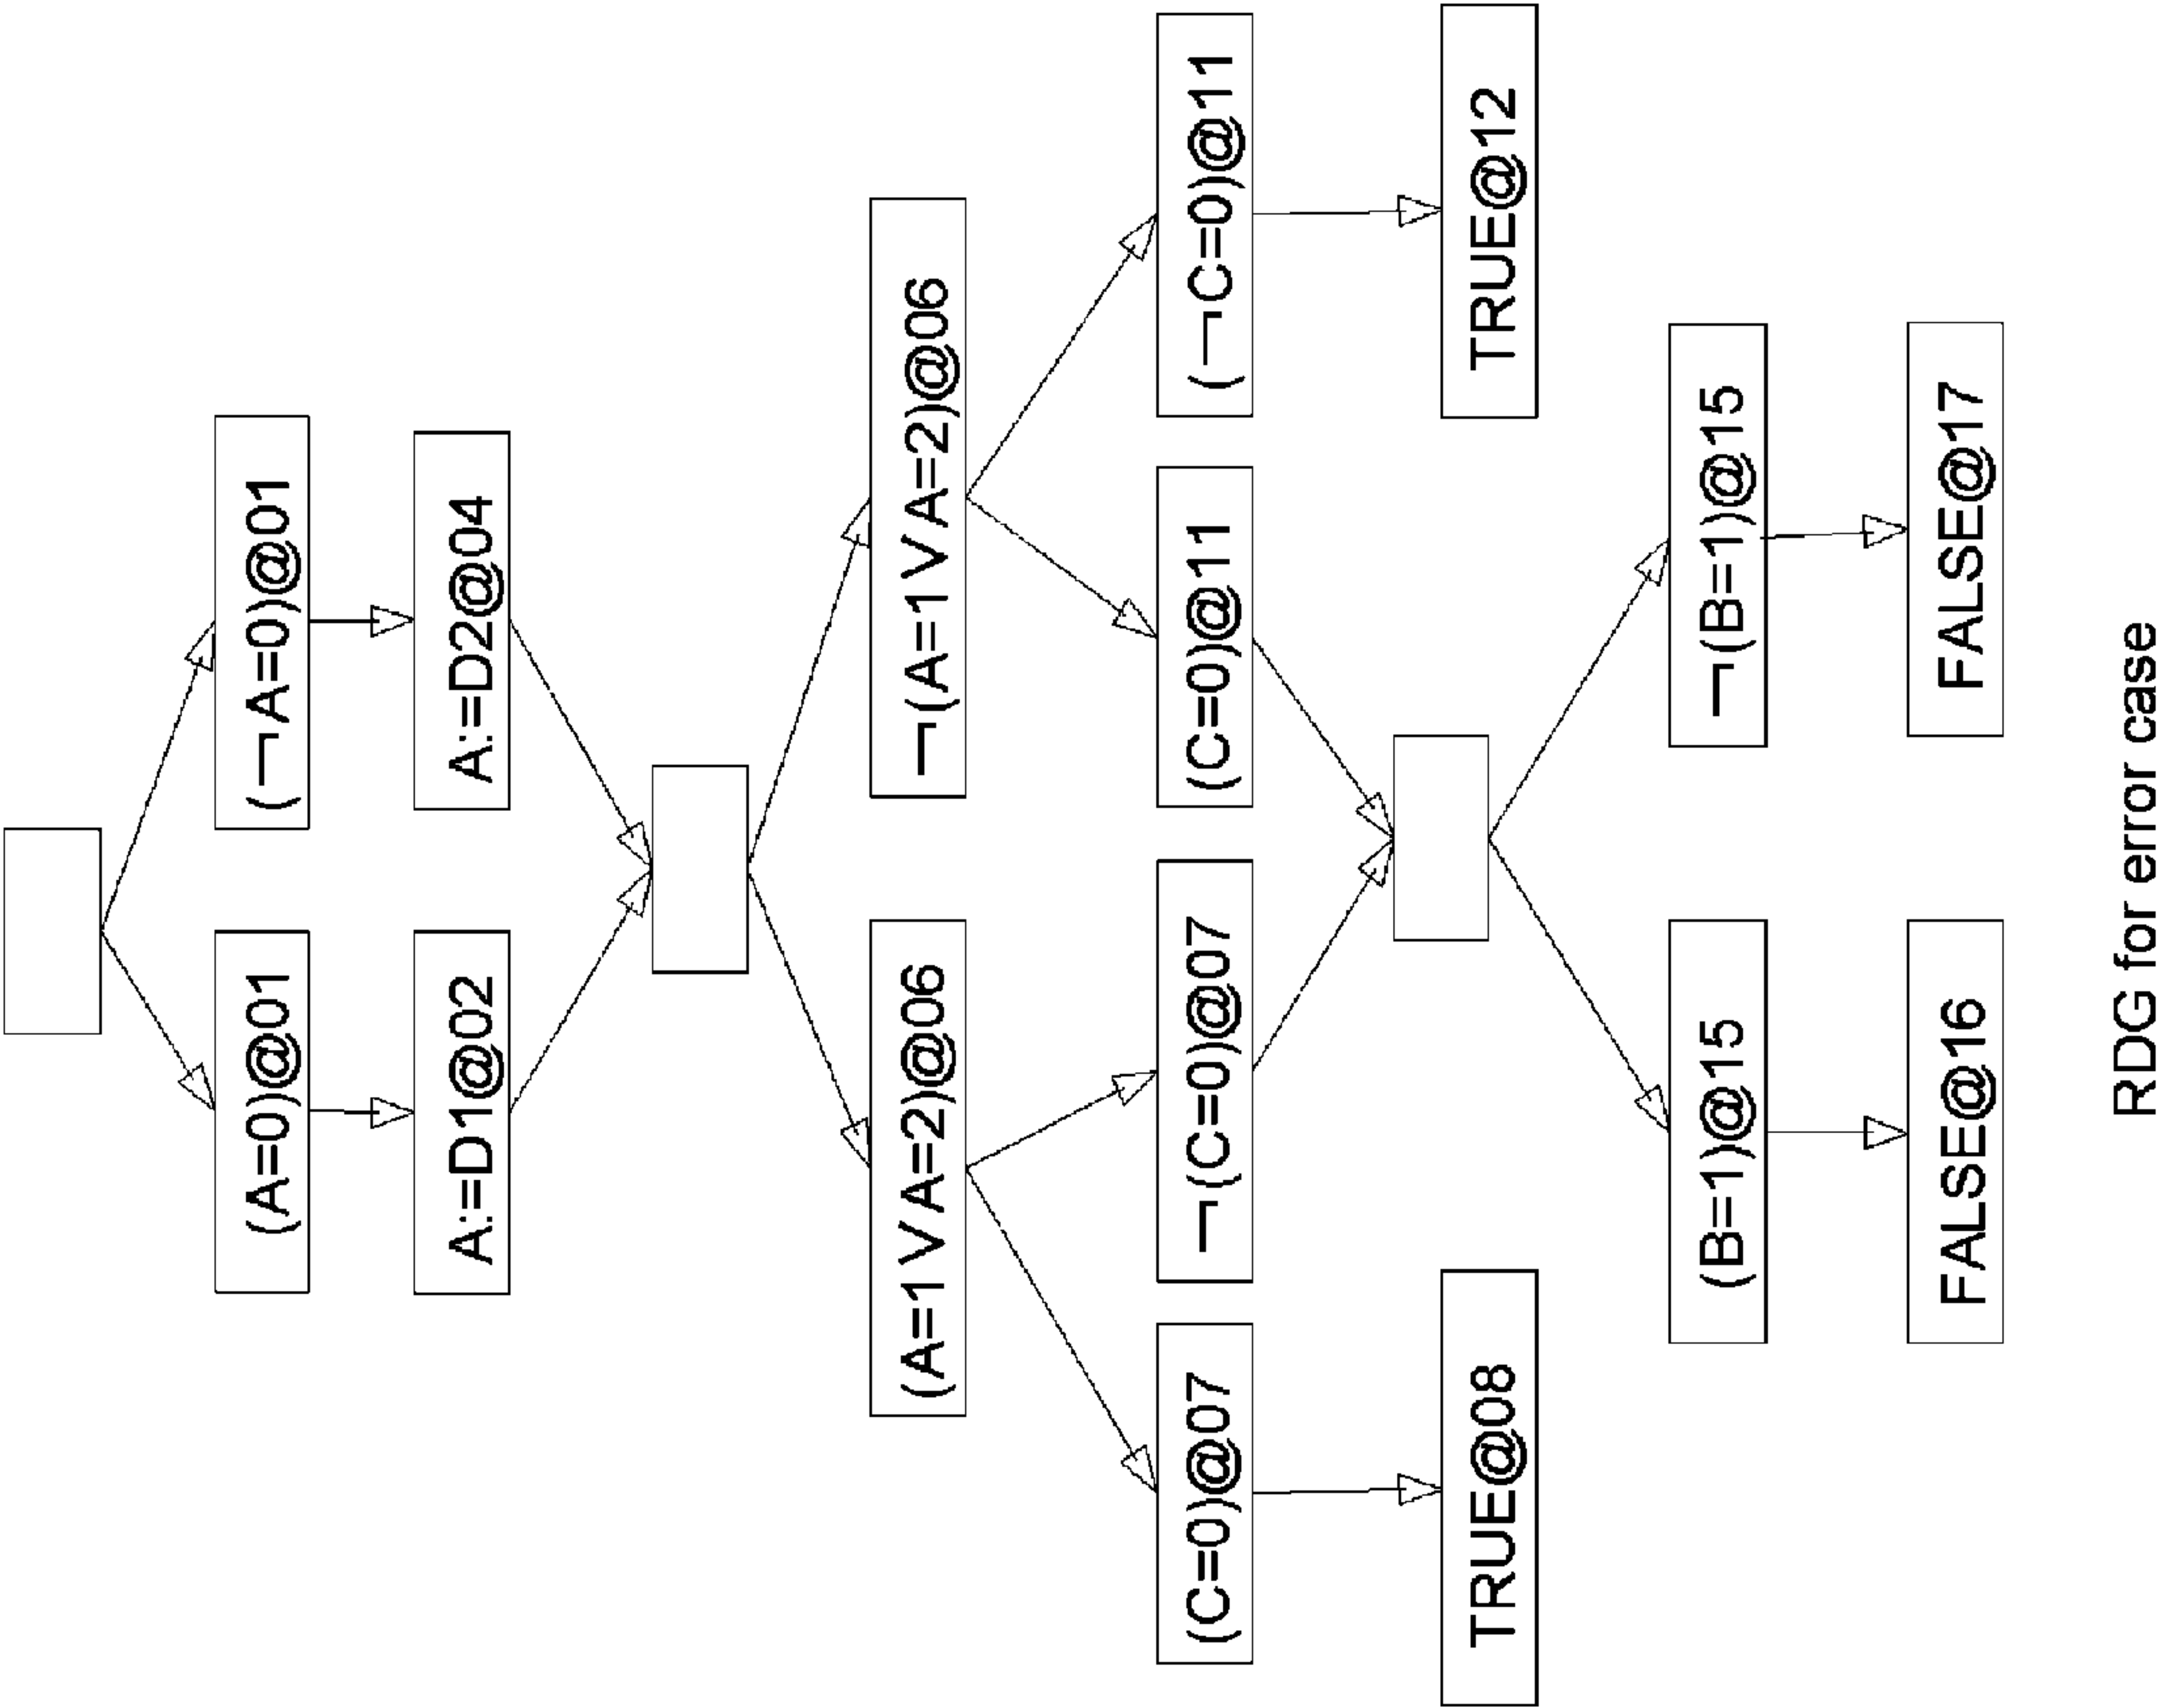 (A=0)@01
(¬A=0)@01
A:=D1@02
A:=D2@04
(A=1∨A=2)@06
¬(A=1∨A=2)@06
(C=0)@07
¬(C=0)@07
(C=0)@11
(¬C=0)@11
TRUE@08
TRUE@12
(B=1)@15
¬(B=1)@15
FALSE@16
FALSE@17
RDG for error case